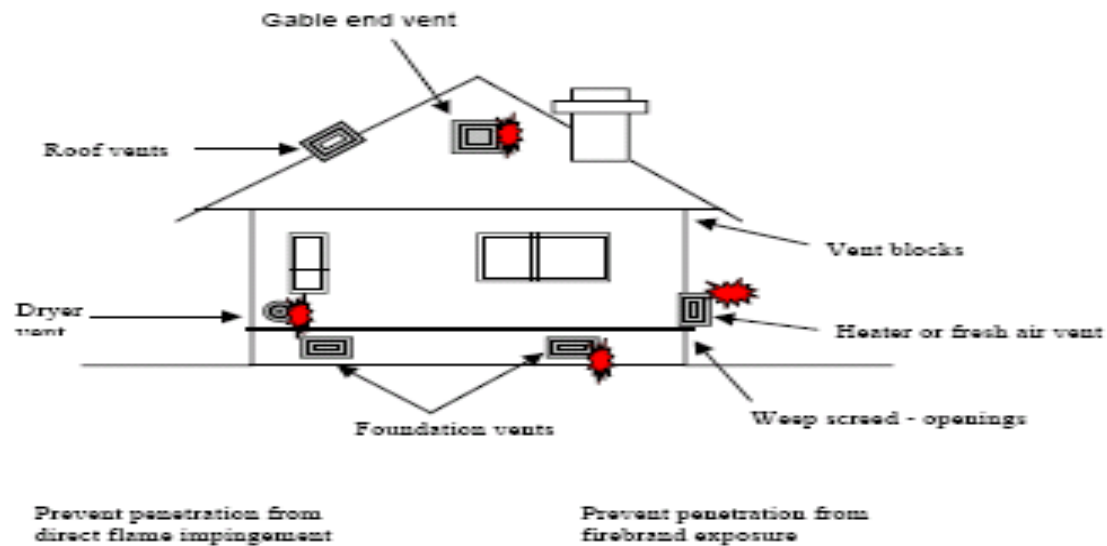 Gable end vent
Roof vents
Vent blocks
Dryer
vent
Heater or fresh air vent
Weep screed - openings
Foundation vents
Prevent penetration from
direct flame impingement
Prevent penetration from
firebrand exposure